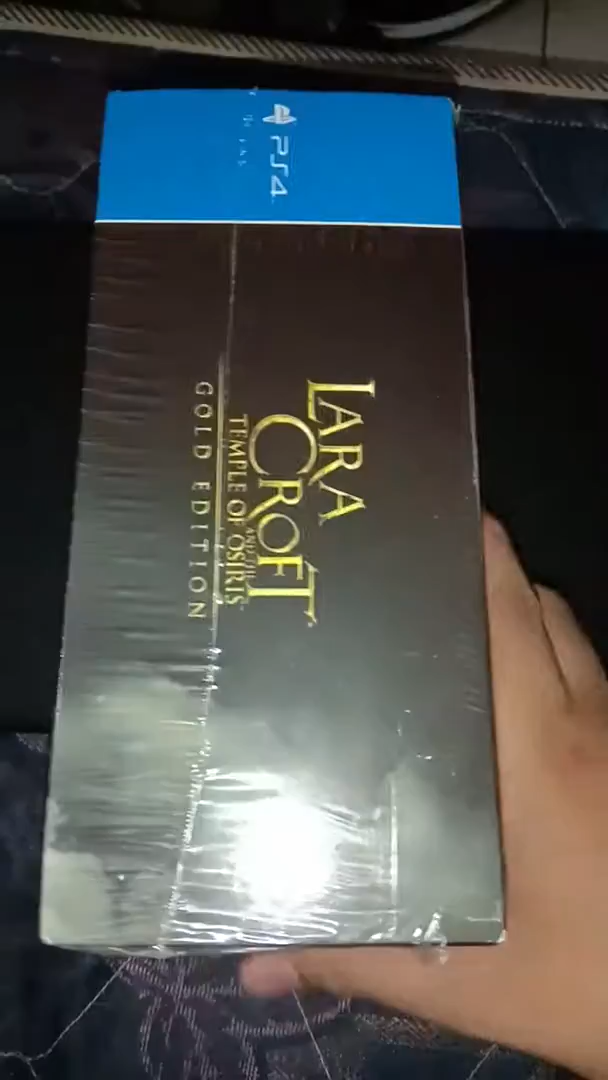 PS4
LARA
CROFT
AND THE
TEMPLE OF OSIRIS
GOLD EDITION